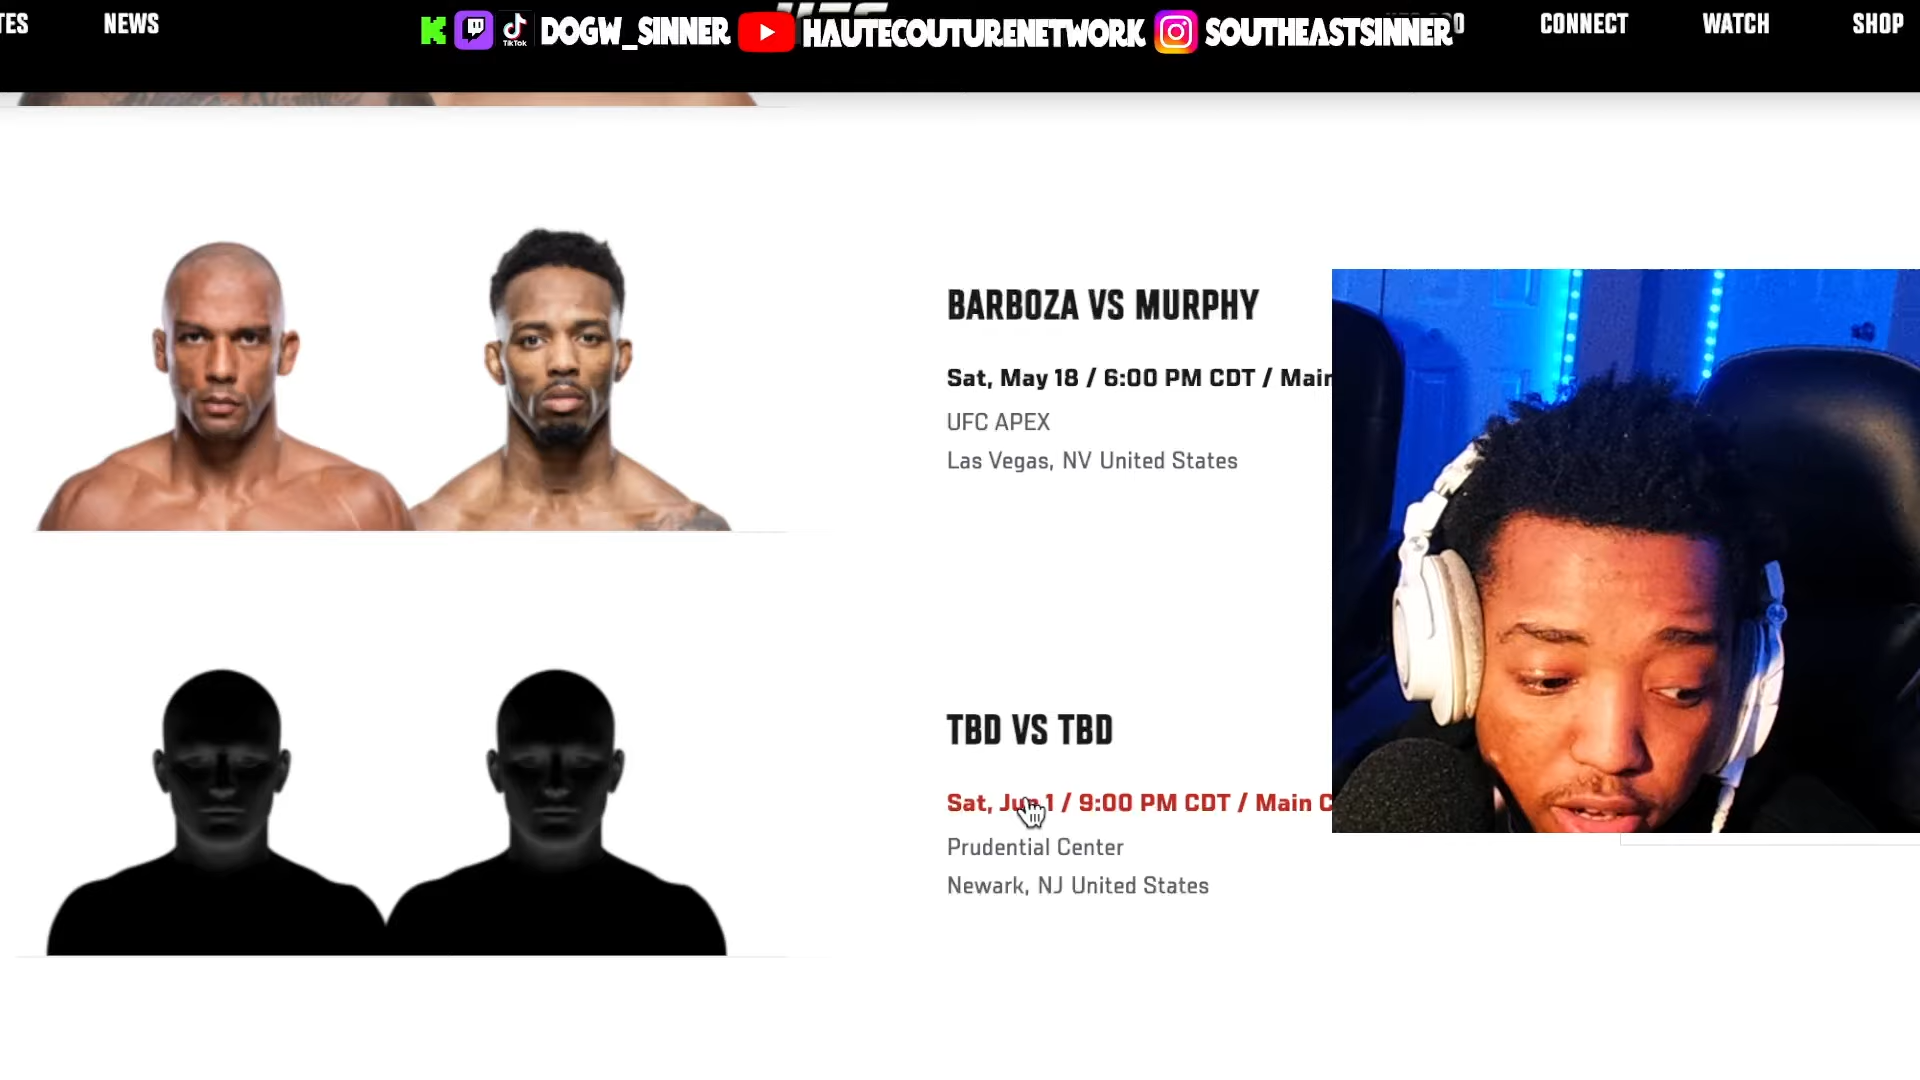 NEWS
TikTok
DOGW_SINNER
HAUTECOUTURENETWORK
SOUTHEASTSINNER
CONNECT
WATCH
SHOP
BARBOZA VS MURPHY
Sat, May 18 / 6:00 PM CDT / Main
UFC APEX
Las Vegas, NV United States
TBD VS TBD
Sat, Jun 1 / 9:00 PM CDT / Main C
Prudential Center
Newark, NJ United States